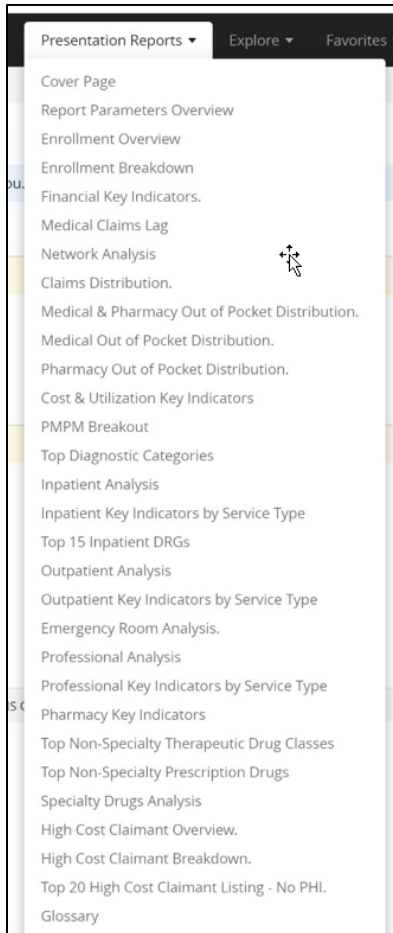 Presentation Reports Explore Favorites
Cover Page
Report Parameters Overview
Enrollment Overview
ou.
Enrollment Breakdown
Financial Key Indicators.
Medical Claims Lag
Network Analysis
Claims Distribution.
Medical & Pharmacy Out of Pocket Distribution.
Medical Out of Pocket Distribution.
Pharmacy Out of Pocket Distribution.
Cost & Utilization Key Indicators
PMPM Breakout
Top Diagnostic Categories
Inpatient Analysis
Inpatient Key Indicators by Service Type
Top 15 Inpatient DRGs
Outpatient Analysis
Outpatient Key Indicators by Service Type
Emergency Room Analysis.
Professional Analysis
Professional Key Indicators by Service Type
Pharmacy Key Indicators
Top Non-Specialty Therapeutic Drug Classes
Top Non-Specialty Prescription Drugs
Specialty Drugs Analysis
High Cost Claimant Overview.
High Cost Claimant Breakdown.
Top 20 High Cost Claimant Listing - No PHI.
Glossary